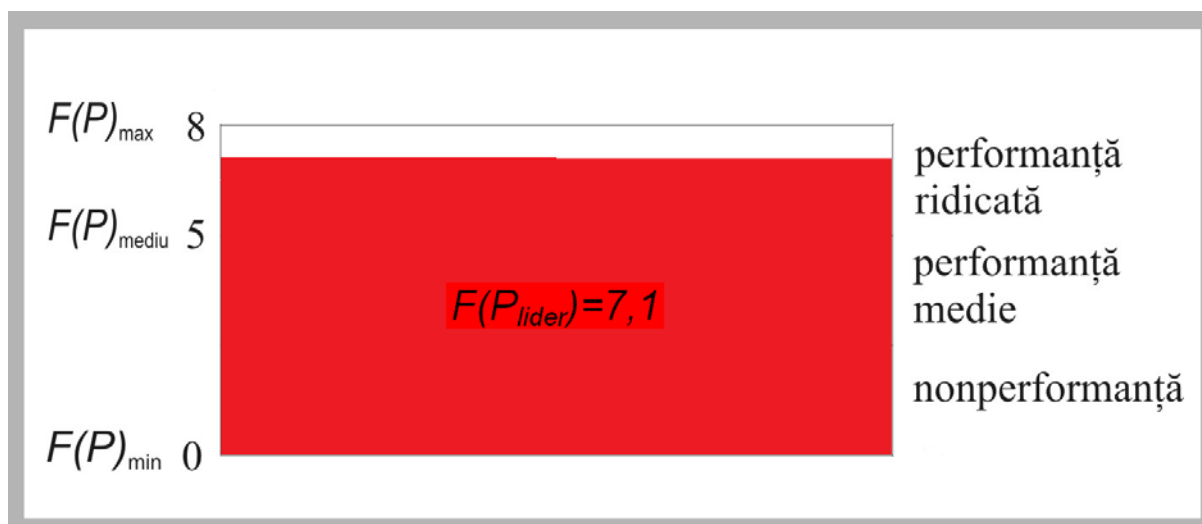 F(P)max 8
performanță
ridicată
F(P)mediu 5
performanță
medie
F(Plider)=7,1
nonperformanță
F(P)min 0